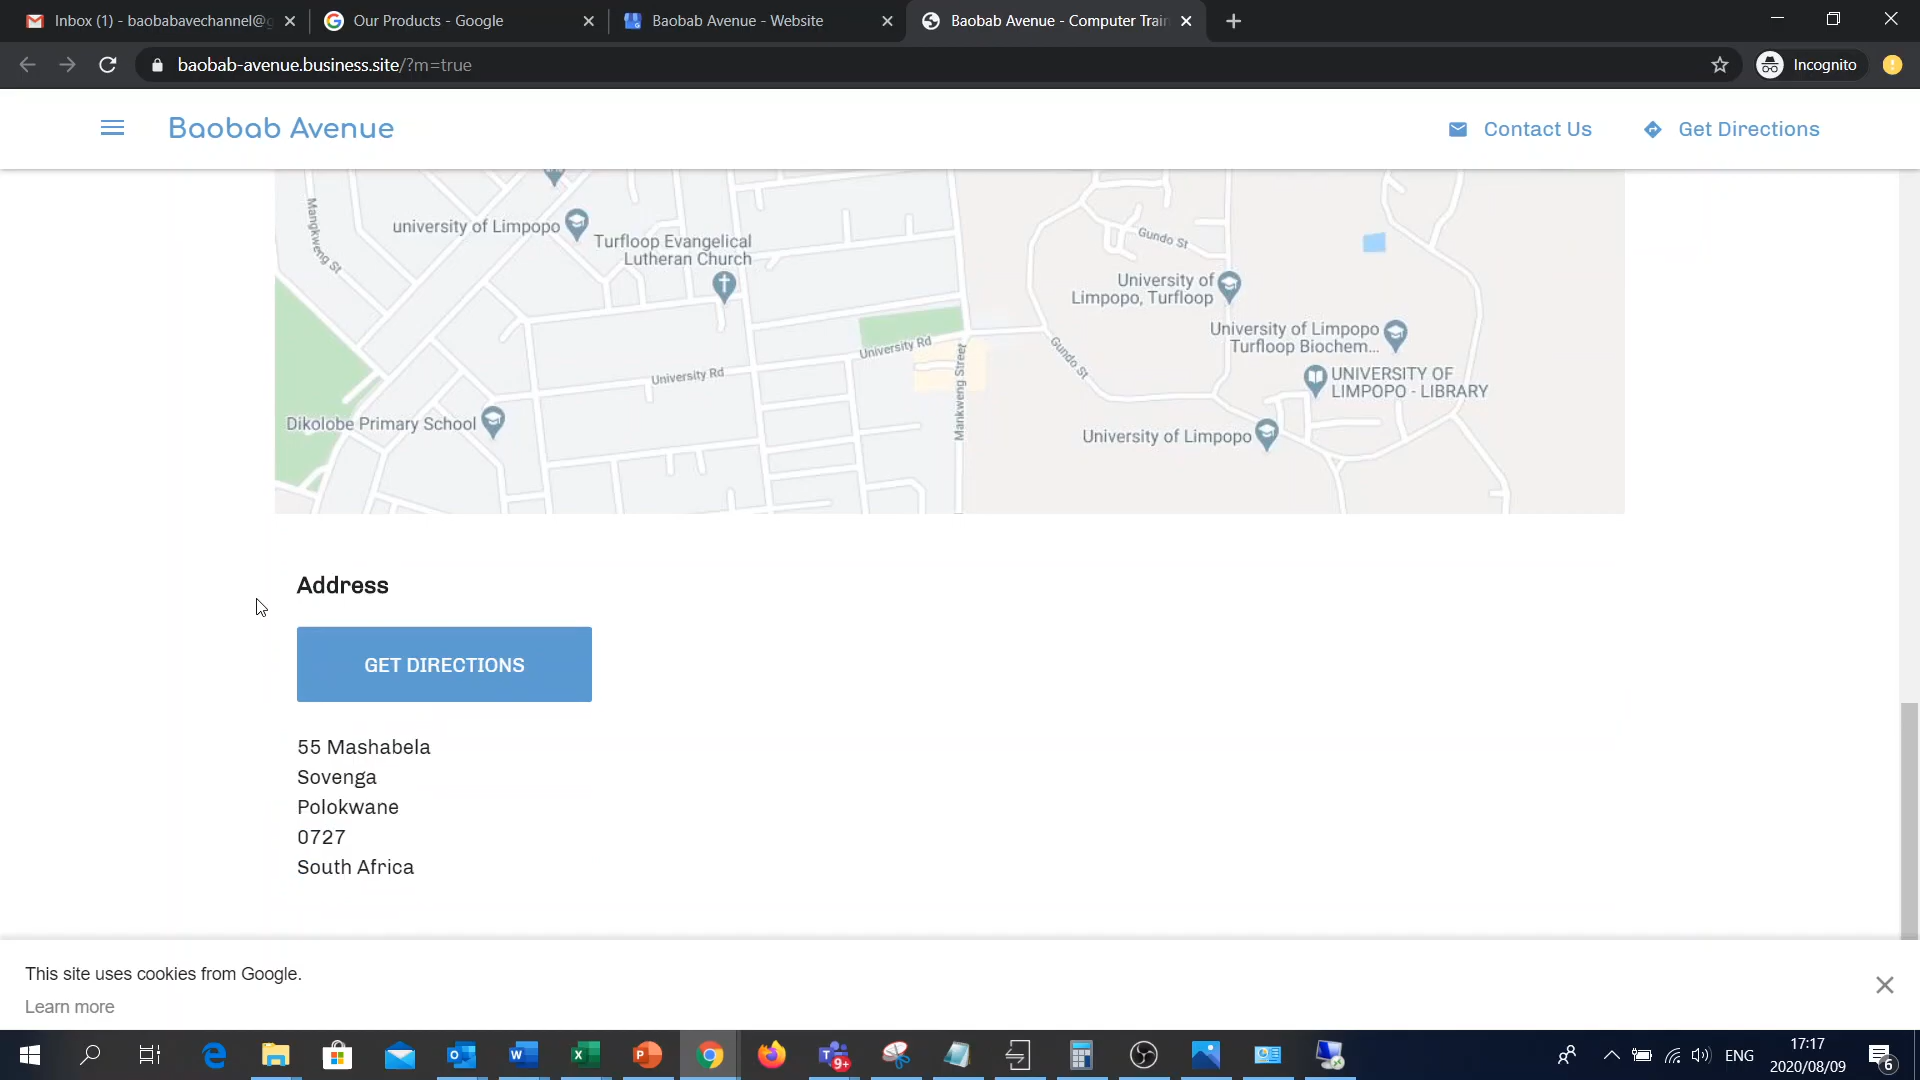 Inbox (1) - baobabavechannel@g
Our Products - Google
Baobab Avenue - Website
Baobab Avenue - Computer Train
baobab-avenue.business.site/?m=true
Incognito
Baobab Avenue
Contact Us
Get Directions
Mangkweng St
university of Limpopo
Turfloop Evangelical
Lutheran Church
Gundo St
University of
Limpopo, Turfloop
University of Limpopo
Turfloop Biochem...
University Rd
University Rd
Mankweng Street
Gundo St
UNIVERSITY OF
LIMPOPO - LIBRARY
Dikolobe Primary School
University of Limpopo
Address
GET DIRECTIONS
55 Mashabela
Sovenga
Polokwane
0727
South Africa
This site uses cookies from Google.
Learn more
9+
ENG
17:17
2020/08/09
6